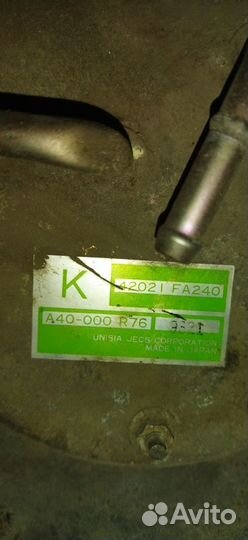 K
42021 FA240
A40-000 R76
UNISIA JECS CORPORATION
MADE IN JAPAN
Avito